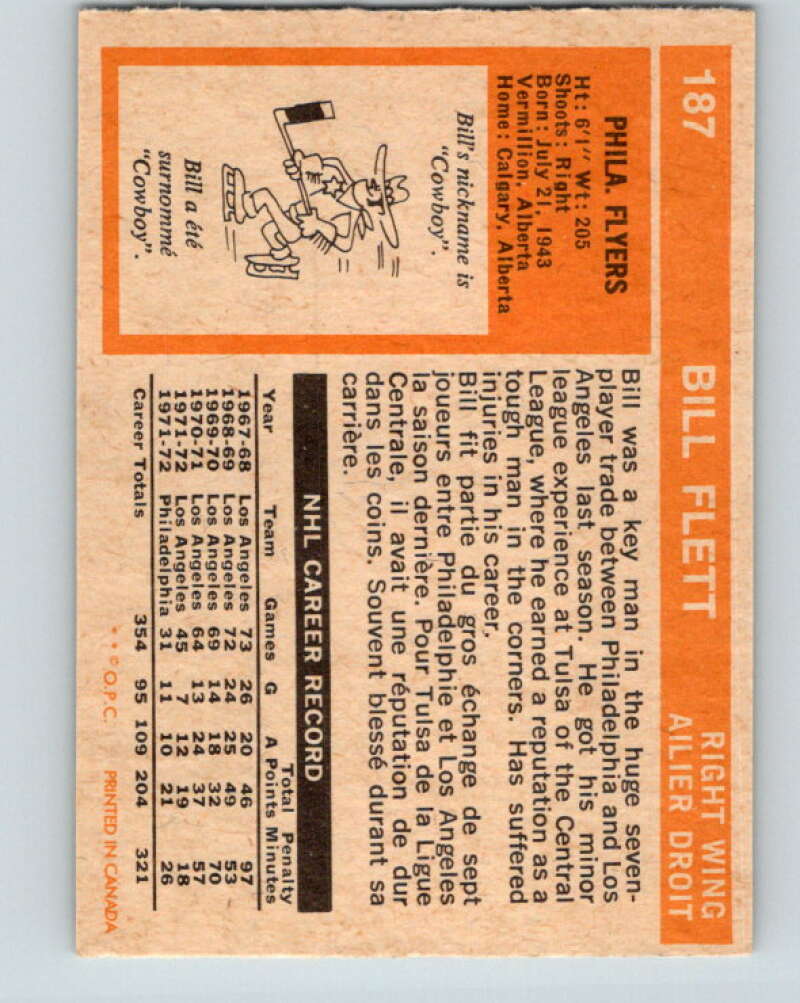 187 BILL FLETT RIGHT WING
AILIER DROIT
PHILA. FLYERS
Ht: 6'1" Wt: 205
Shoots: Right
Born: July 21, 1943
Vermillion, Alberta
Home: Calgary, Alberta
Bill's nickname is
"Cowboy".
Bill a été
surnommé
"Cowboy".
Bill was a key man in the huge seven-
player trade between Philadelphia and Los
Angeles last season. He got his minor
league experience at Tulsa of the Central
League, where he earned a reputation as a
tough man in the corners. Has suffered
injuries in his career.
Bill fit partie du gros échange de sept
joueurs entre Philadelphie et Los Angeles
la saison dernière. Pour Tulsa de la Ligue
Centrale, il avait une réputation de dur
dans les coins. Souvent blessé durant sa
carrière.
NHL CAREER RECORD
Total Penalty
Year Team Games G A Points Minutes
1967-68 Los Angeles 73 26 20 46 97
1968-69 Los Angeles 72 24 25 49 53
1969-70 Los Angeles 69 14 18 32 70
1970-71 Los Angeles 64 13 24 37 57
1971-72 Los Angeles 45 7 12 19 18
1971-72 Philadelphia 31 11 10 21 26
Career Totals 354 95 109 204 321
**©O.P.C. PRINTED IN CANADA